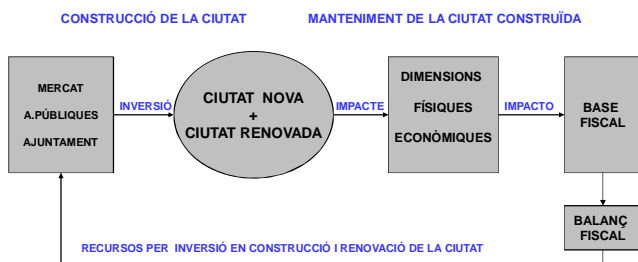 CONSTRUCCIÓ DE LA CIUTAT
MANTENIMENT DE LA CIUTAT CONSTRUÏDA
MERCAT
A.PÚBLIQUES
AJUNTAMENT
INVERSIÓ
CIUTAT NOVA
+
CIUTAT RENOVADA
IMPACTE
DIMENSIONS
FÍSIQUES
ECONÒMIQUES
IMPACTO
BASE
FISCAL
BALANÇ
FISCAL
RECURSOS PER INVERSIÓ EN CONSTRUCCIÓ I RENOVACIÓ DE LA CIUTAT